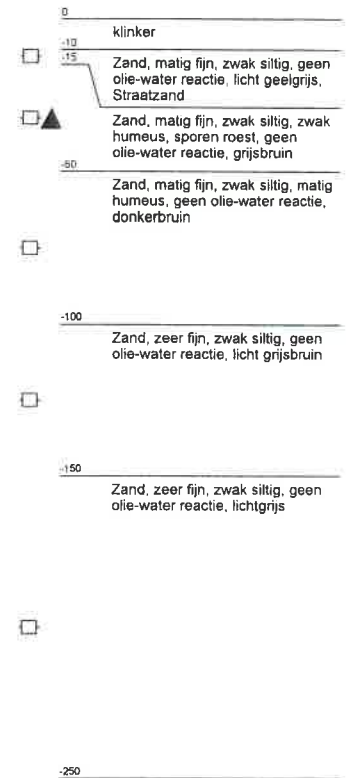 0
klinker
-10
-15
Zand, matig fijn, zwak siltig, geen
olie-water reactie, licht geelgrijs,
Straatzand
Zand, matig fijn, zwak siltig, zwak
humeus, sporen roest, geen
olie-water reactie, grijsbruin
-50
Zand, matig fijn, zwak siltig, matig
humeus, geen olie-water reactie,
donkerbruin
-100
Zand, zeer fijn, zwak siltig, geen
olie-water reactie, licht grijsbruin
-150
Zand, zeer fijn, zwak siltig, geen
olie-water reactie, lichtgrijs
-250